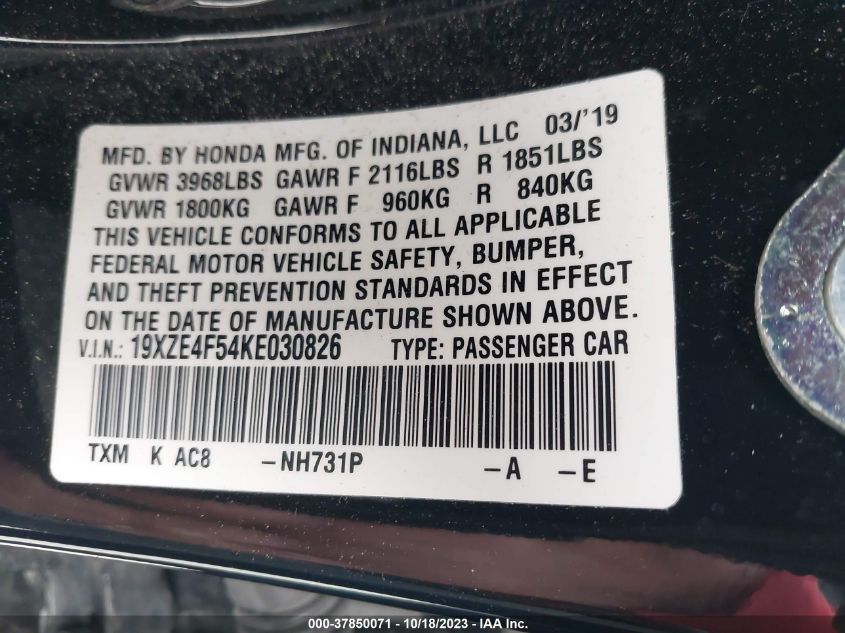 MFD. BY HONDA MFG. OF INDIANA, LLC 03/'19
GVWR 3968LBS GAWR F 2116LBS R 1851LBS
GVWR 1800KG GAWR F 960KG R 840KG
THIS VEHICLE CONFORMS TO ALL APPLICABLE
FEDERAL MOTOR VEHICLE SAFETY, BUMPER,
AND THEFT PREVENTION STANDARDS IN EFFECT
ON THE DATE OF MANUFACTURE SHOWN ABOVE.
V.I.N.: 19XZE4F54KE030826 TYPE: PASSENGER CAR
TXM K AC8 -NH731P -A -E
000-37850071 - 10/18/2023 - IAAI Inc.